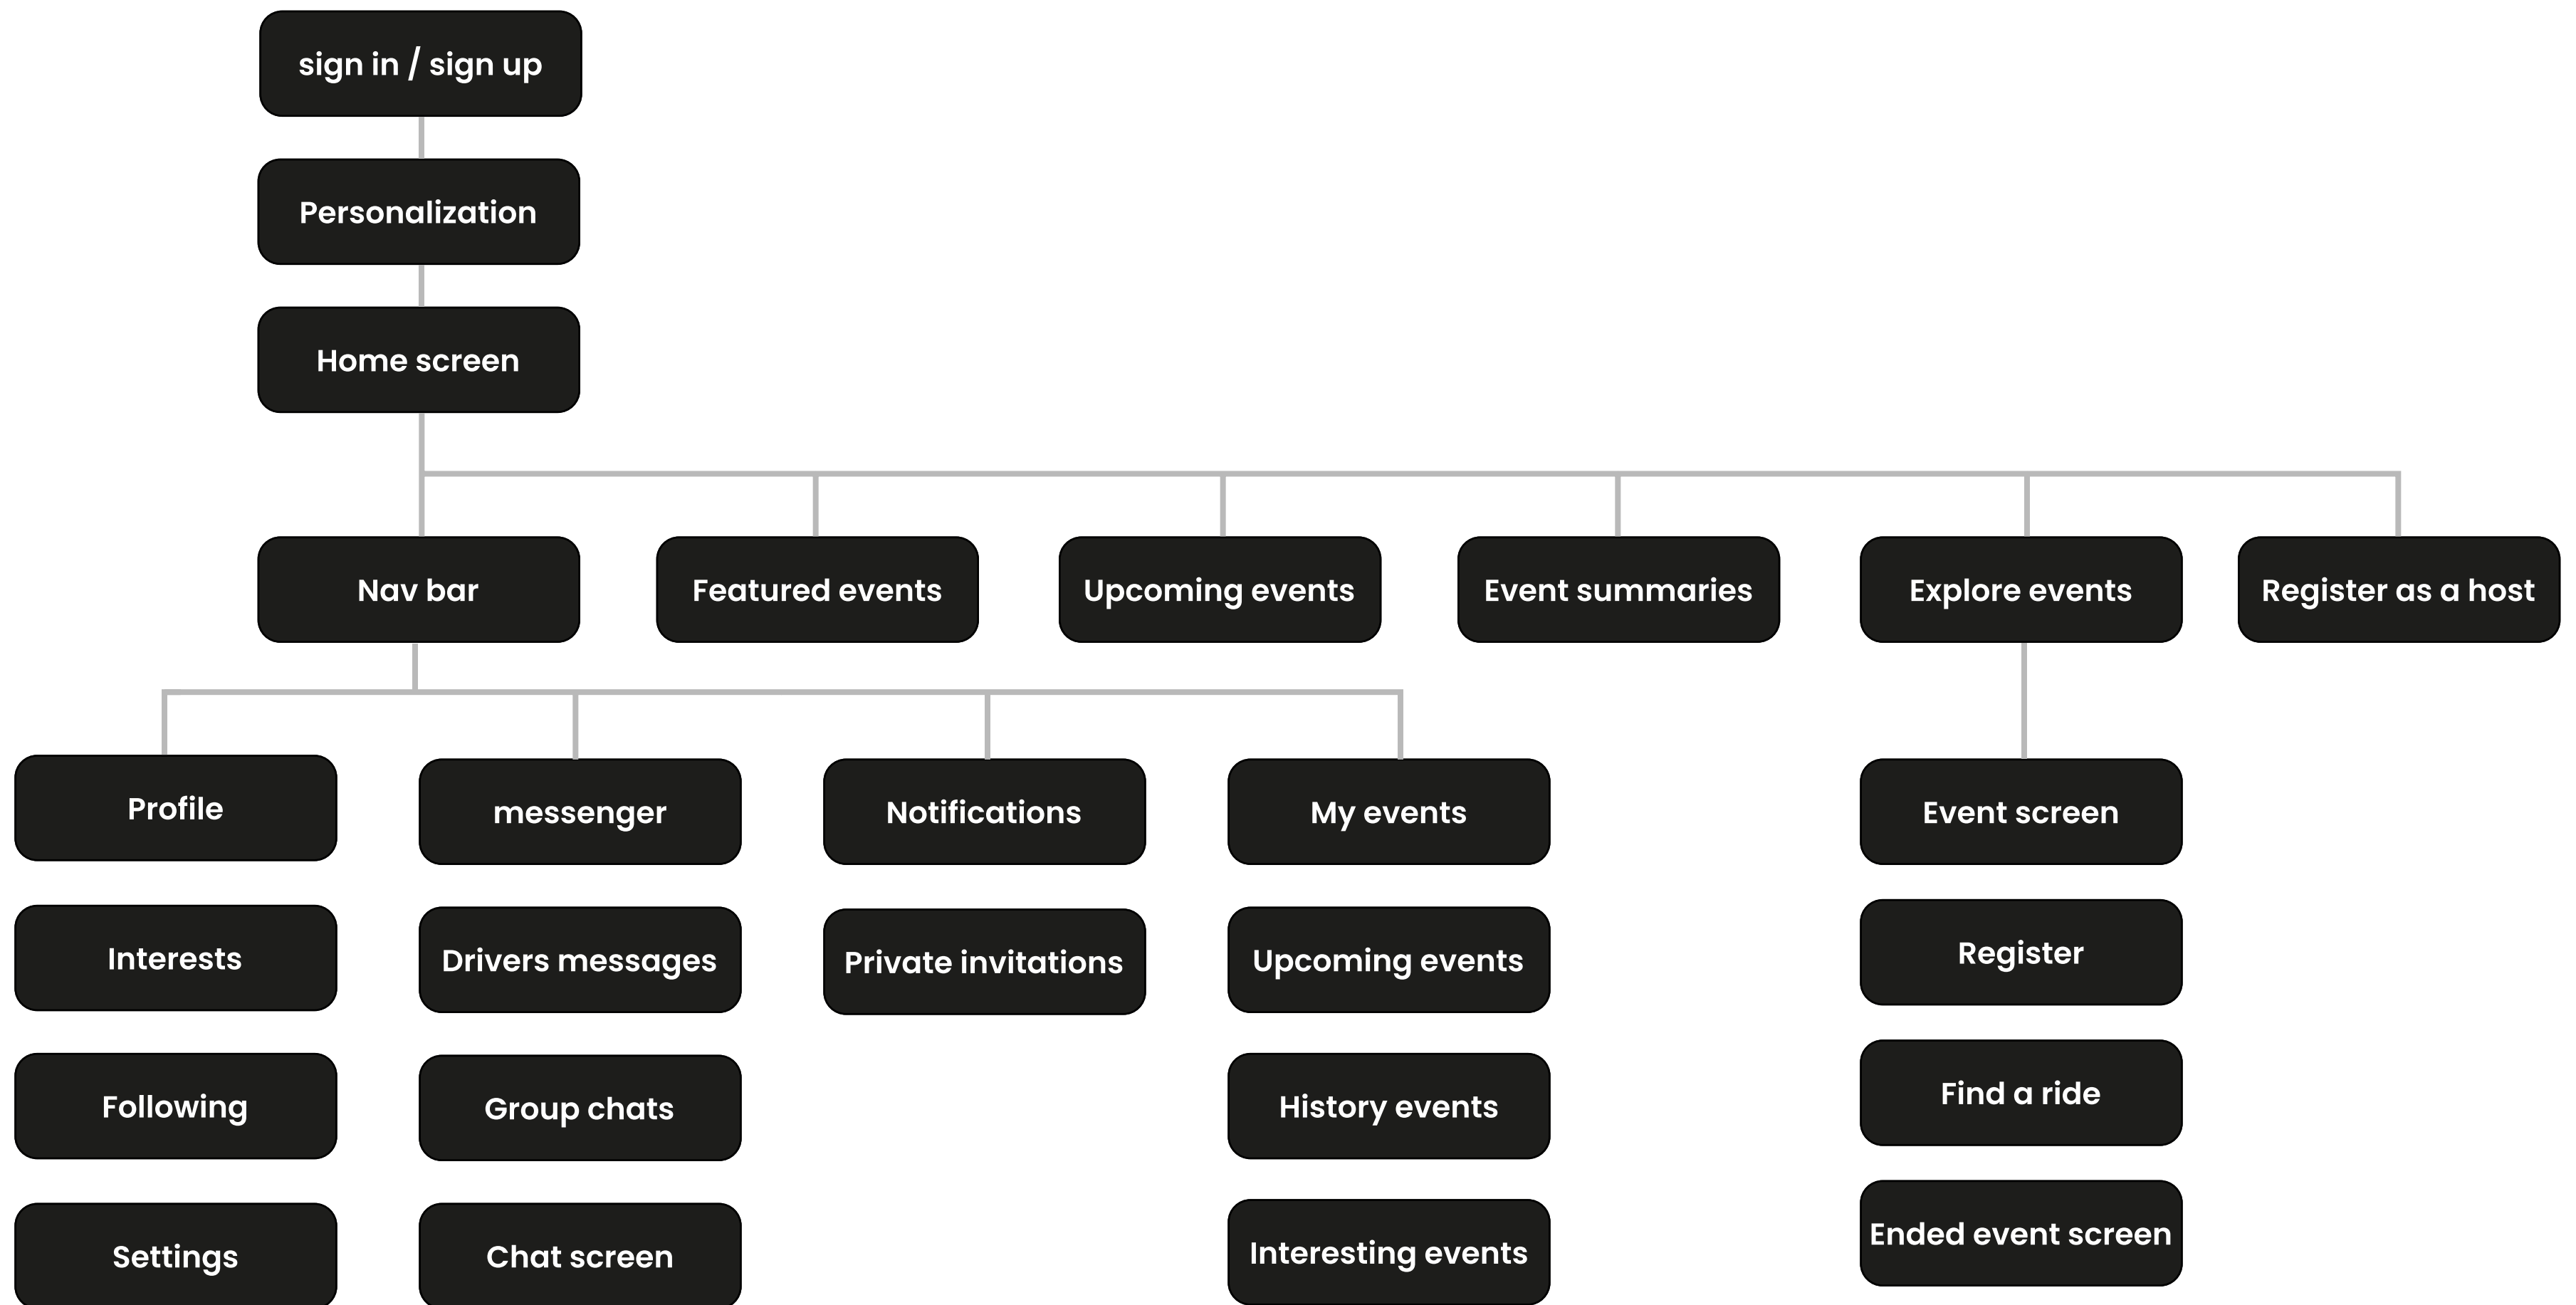 sign in / sign up
Personalization
Home screen
Nav bar
Featured events
Upcoming events
Event summaries
Explore events
Register as a host
Profile
messenger
Notifications
My events
Event screen
Interests
Drivers messages
Private invitations
Upcoming events
Register
Following
Group chats
History events
Find a ride
Settings
Chat screen
Interesting events
Ended event screen